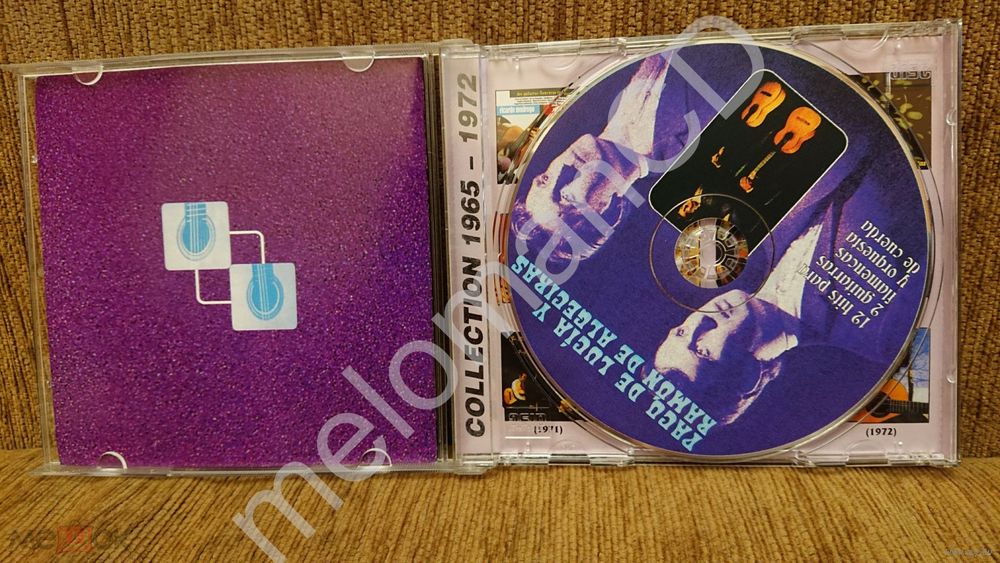 COLLECTION 1965 - 1972
PACO DE LUCÍA Y
RAMÓN DE ALGECIRAS
12 hits para
2 guitarras
flamencas
y orquesta
de cuerda
(1971)
(1972)
melomanCD